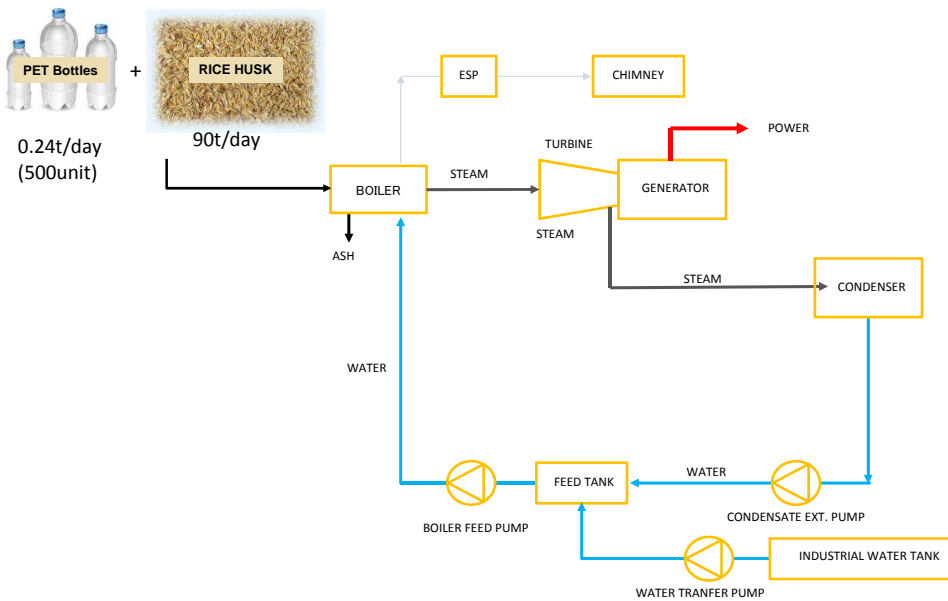 PET Bottles
+
RICE HUSK
0.24t/day
(500unit)
90t/day
ESP
CHIMNEY
POWER
TURBINE
BOILER
STEAM
GENERATOR
STEAM
ASH
STEAM
CONDENSER
WATER
WATER
FEED TANK
BOILER FEED PUMP
CONDENSATE EXT. PUMP
INDUSTRIAL WATER TANK
WATER TRANFER PUMP